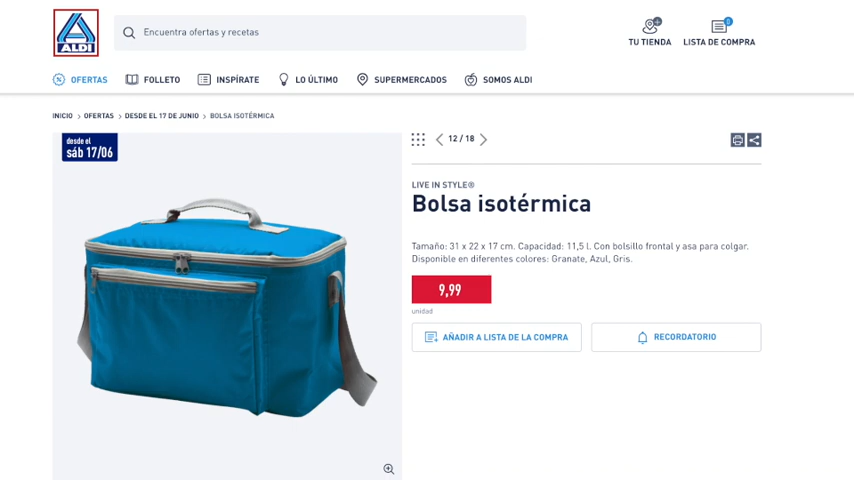 ALDI
Encuentra ofertas y recetas
TU TIENDA
0
LISTA DE COMPRA
OFERTAS
FOLLETO
INSPÍRATE
LO ÚLTIMO
SUPERMERCADOS
SOMOS ALDI
INICIO > OFERTAS > DESDE EL 17 DE JUNIO > BOLSA ISOTÉRMICA
desde el
sáb 17/06
12 / 18
LIVE IN STYLE®
Bolsa isotérmica
Tamaño: 31 x 22 x 17 cm. Capacidad: 11,5 l. Con bolsillo frontal y asa para colgar.
Disponible en diferentes colores: Granate, Azul, Gris.
9,99
unidad
AÑADIR A LISTA DE LA COMPRA
RECORDATORIO